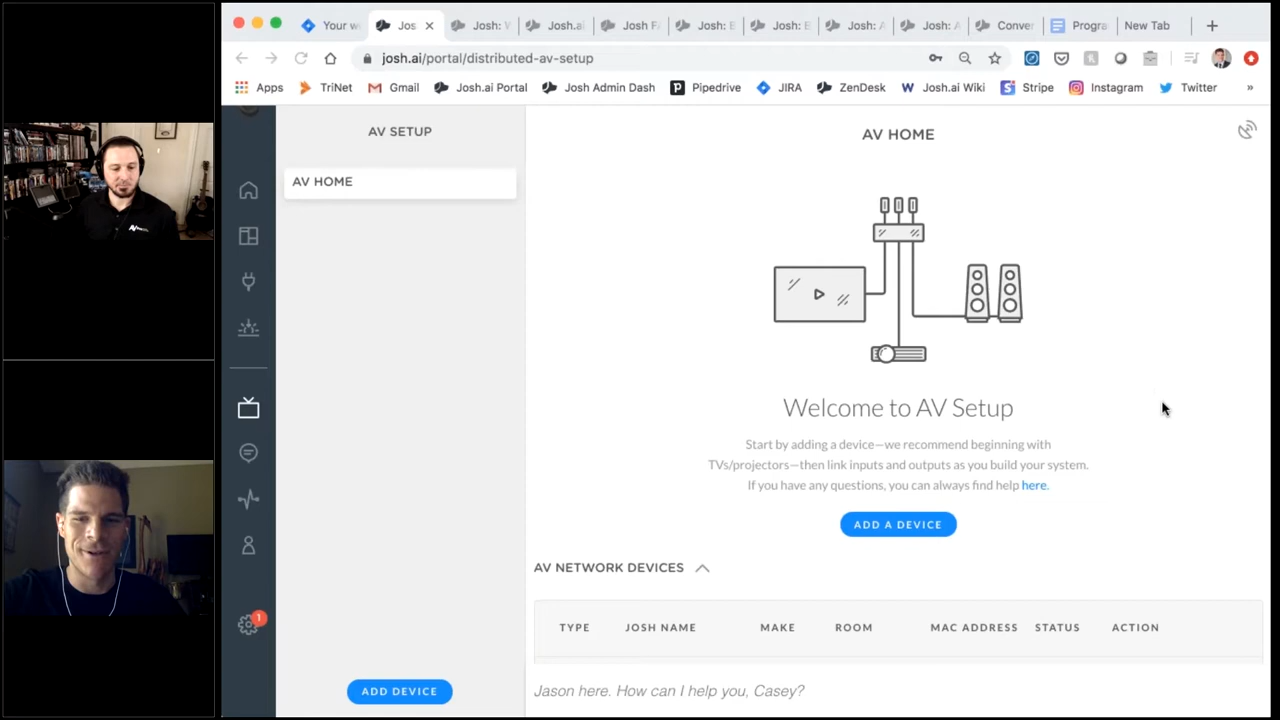 Your w
Jos
Josh: V
Josh.ai
Josh FA
Josh: E
Josh: E
Josh: A
Josh: A
Conver
Progra
New Tab
josh.ai/portal/distributed-av-setup
Apps
TriNet
Gmail
Josh.ai Portal
Josh Admin Dash
Pipedrive
JIRA
ZenDesk
Josh.ai Wiki
Stripe
Instagram
Twitter
»
AV SETUP
AV HOME
ADD DEVICE
1
AV HOME
Welcome to AV Setup
Start by adding a device—we recommend beginning with
TVs/projectors—then link inputs and outputs as you build your system.
If you have any questions, you can always find help here.
ADD A DEVICE
AV NETWORK DEVICES
TYPE JOSH NAME MAKE ROOM MAC ADDRESS STATUS ACTION
Jason here. How can I help you, Casey?